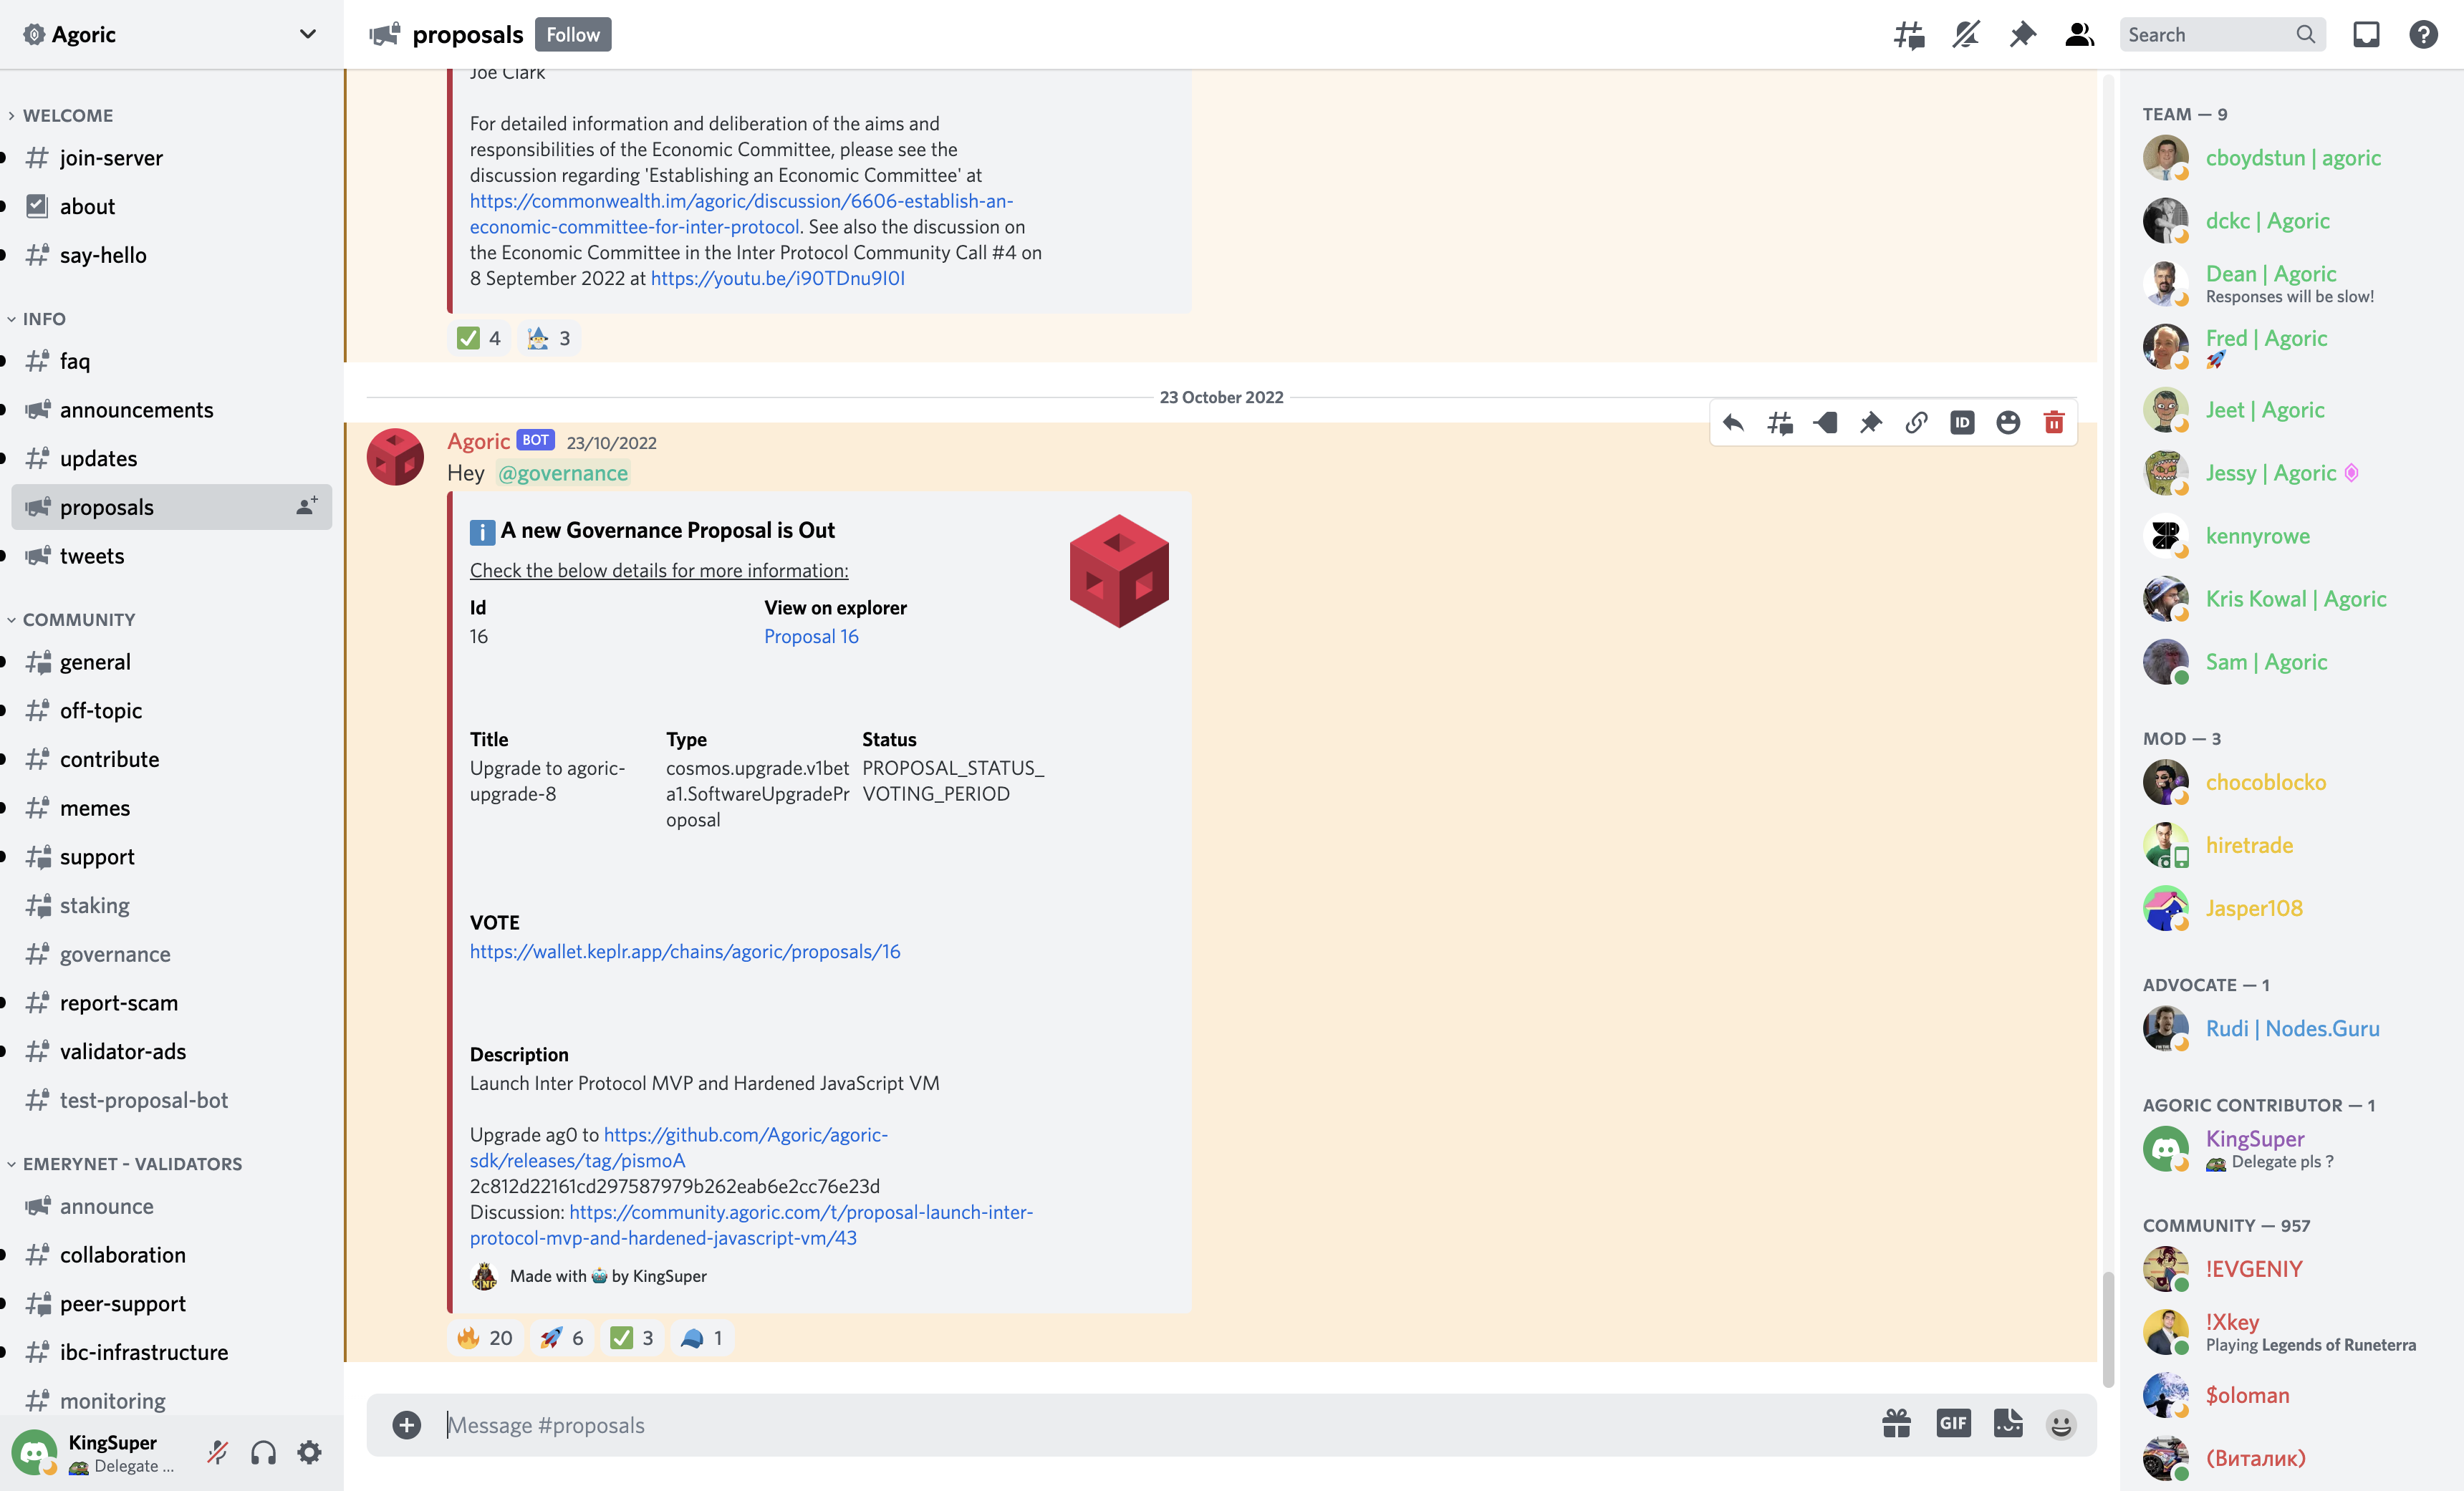 Agoric
WELCOME
join-server
about
say-hello
INFO
faq
announcements
updates
proposals
tweets
COMMUNITY
general
off-topic
contribute
memes
support
staking
governance
report-scam
validator-ads
test-proposal-bot
EMERYNET - VALIDATORS
announce
collaboration
peer-support
ibc-infrastructure
monitoring
KingSuper
Delegate ...
proposals
Follow
Search
Joe Clark
For detailed information and deliberation of the aims and
responsibilities of the Economic Committee, please see the
discussion regarding 'Establishing an Economic Committee' at
https://commonwealth.im/agoric/discussion/6606-establish-an-
economic-committee-for-inter-protocol. See also the discussion on
the Economic Committee in the Inter Protocol Community Call #4 on
8 September 2022 at https://youtu.be/i90TDnu9I0I
4 3
23 October 2022
Agoric BOT 23/10/2022
ID
Hey @governance
A new Governance Proposal is Out
Check the below details for more information:
Id View on explorer
16 Proposal 16
Title Type Status
Upgrade to agoric- cosmos.upgrade.v1bet PROPOSAL_STATUS_
upgrade-8 a1.SoftwareUpgradePr VOTING_PERIOD
oposal
VOTE
https://wallet.keplr.app/chains/agoric/proposals/16
Description
Launch Inter Protocol MVP and Hardened JavaScript VM
Upgrade ag0 to https://github.com/Agoric/agoric-
sdk/releases/tag/pismoA
2c812d22161cd297587979b262eab6e2cc76e23d
Discussion: https://community.agoric.com/t/proposal-launch-inter-
protocol-mvp-and-hardened-javascript-vm/43
Made with 🤖 by KingSuper
20 6 3 1
Message #proposals
GIF
TEAM — 9
cboydstun | agoric
dckc | Agoric
Dean | Agoric
Responses will be slow!
Fred | Agoric
Jeet | Agoric
Jessy | Agoric
kennyrowe
Kris Kowal | Agoric
Sam | Agoric
MOD — 3
chocoblocko
hiretrade
Jasper108
ADVOCATE — 1
Rudi | Nodes.Guru
AGORIC CONTRIBUTOR — 1
KingSuper
Delegate pls ?
COMMUNITY — 957
!EVGENIY
!Xkey
Playing Legends of Runeterra
$oloman
(Виталик)